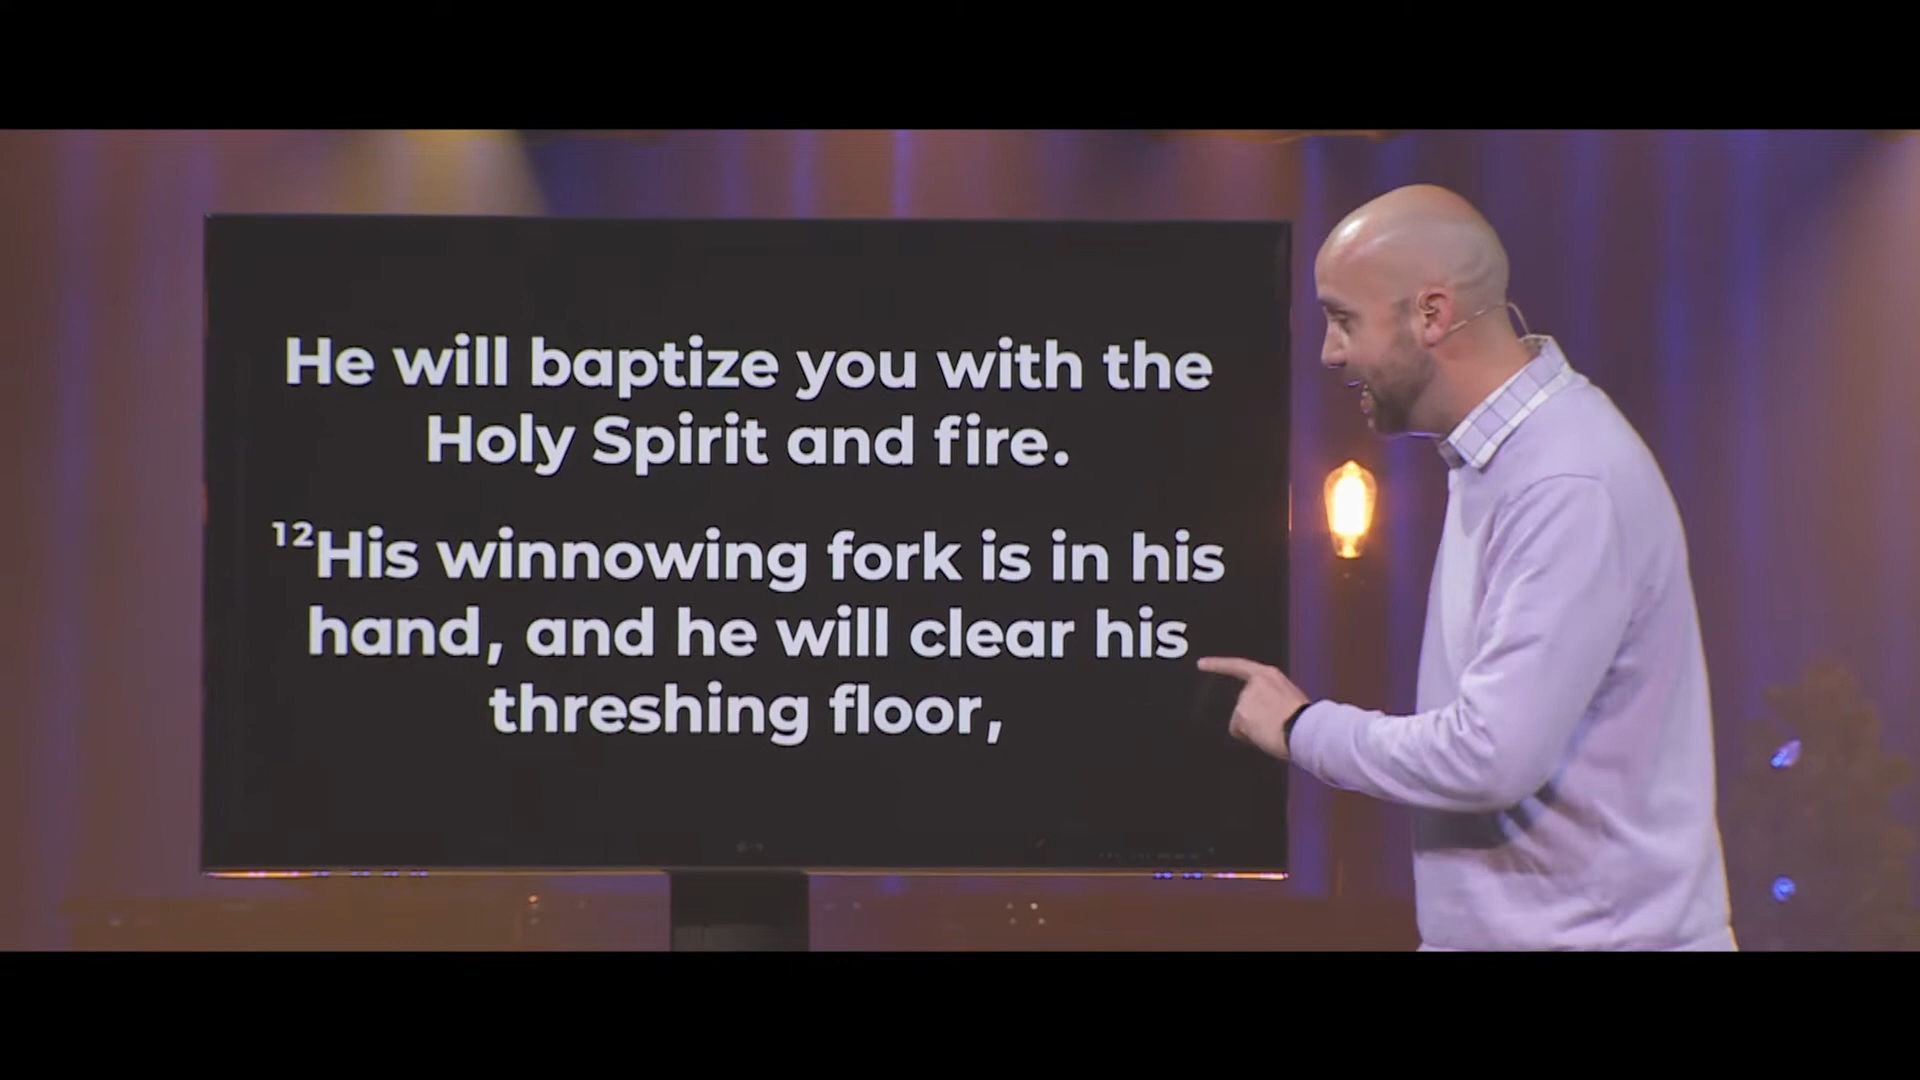 He will baptize you with the
Holy Spirit and fire.
12His winnowing fork is in his
hand, and he will clear his
threshing floor,